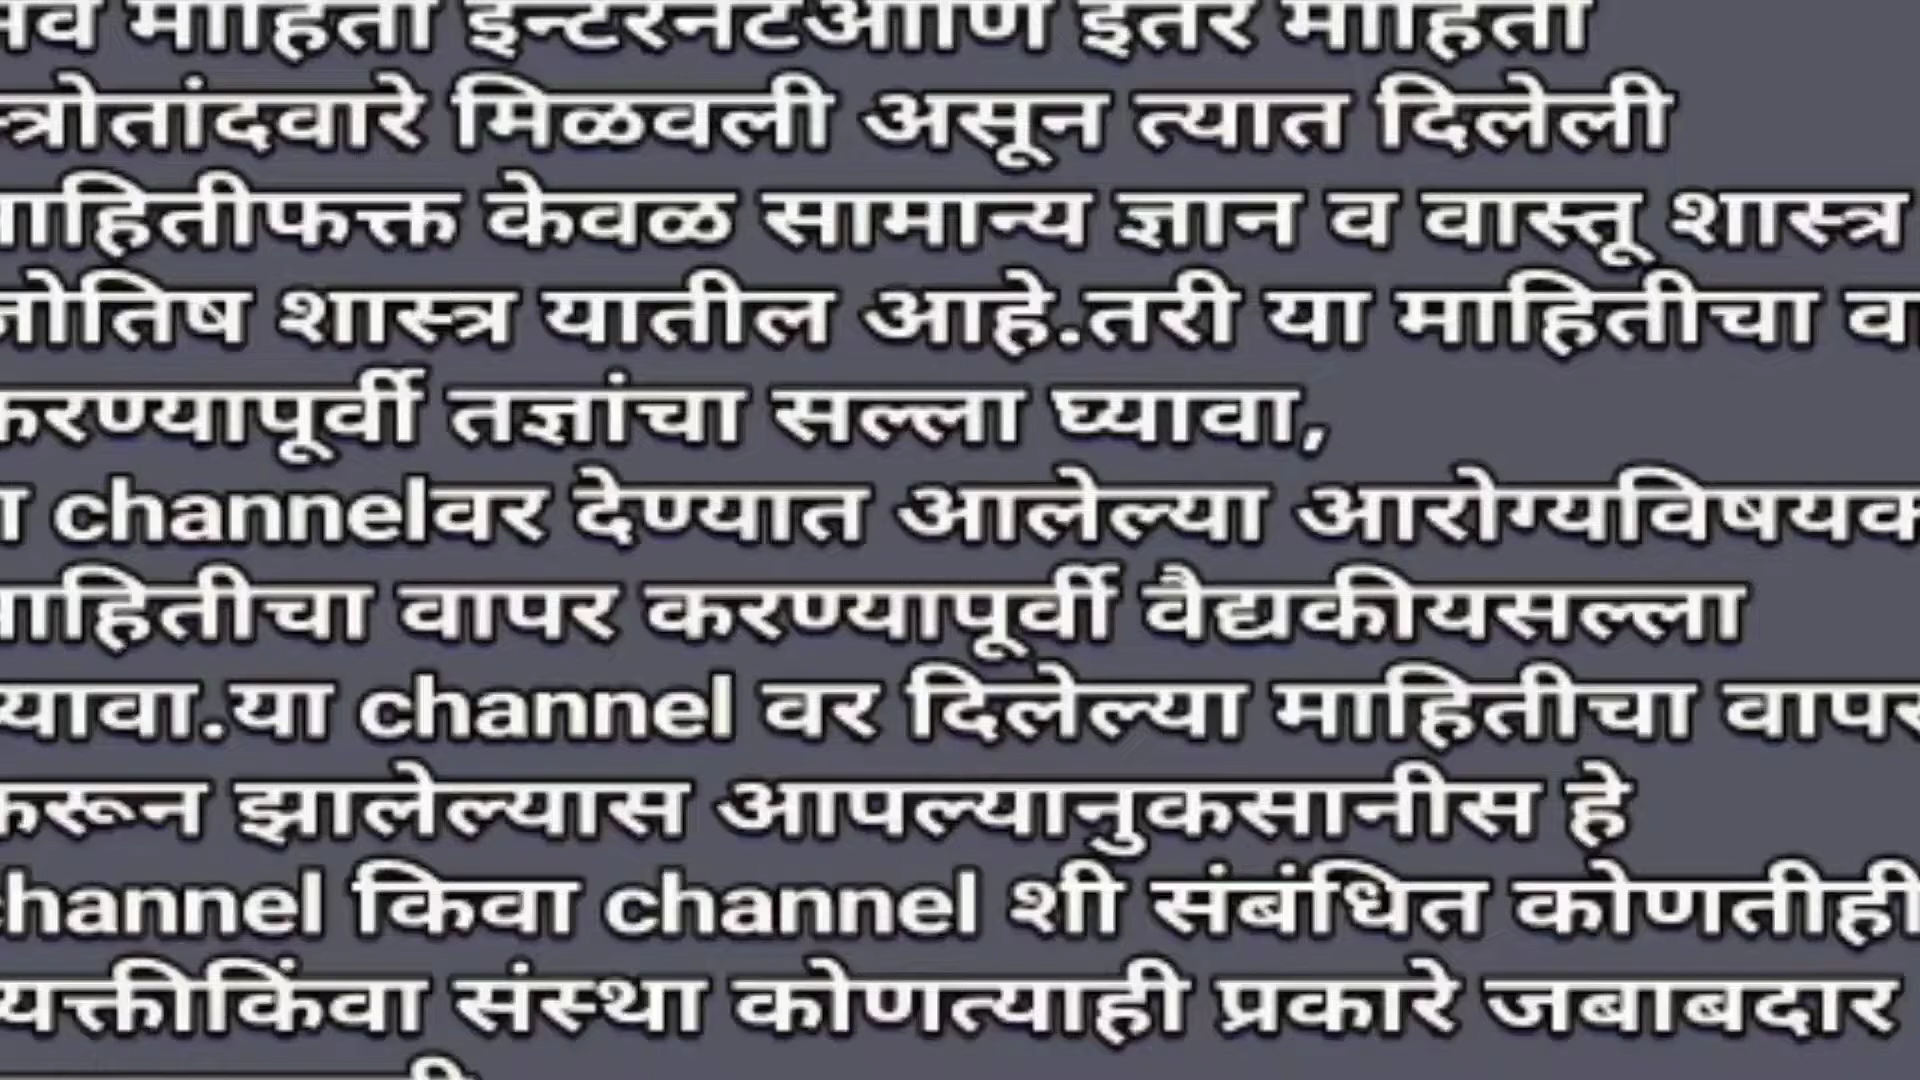 माहिती इन्टरनेटआणि इतर माहिती
स्त्रोतांदवारे मिळवली असून त्यात दिलेली
माहितीफक्त केवळ सामान्य ज्ञान व वास्तू शास्त्र
जोतिष शास्त्र यातील आहे.तरी या माहितीचा
करण्यापूर्वी तज्ञांचा सल्ला घ्यावा,
channelवर देण्यात आलेल्या आरोग्यविषयक
माहितीचा वापर करण्यापूर्वी वैद्यकीयसल्ला
घ्यावा.या channel वर दिलेल्या माहितीचा वापर
करून झालेल्यास आपल्यानुकसानीस हे
channel किवा channel शी संबंधित कोणतीही
व्यक्तीकिंवा संस्था कोणत्याही प्रकारे जबाबदार